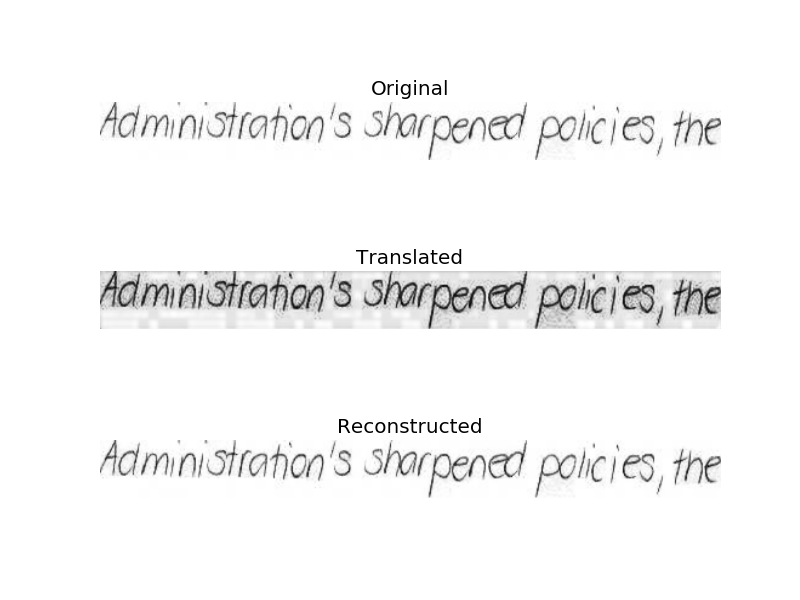 Original
Administration's sharpened policies, the
Translated
Administration's sharpened policies, the
Reconstructed
Administration's sharpened policies, the